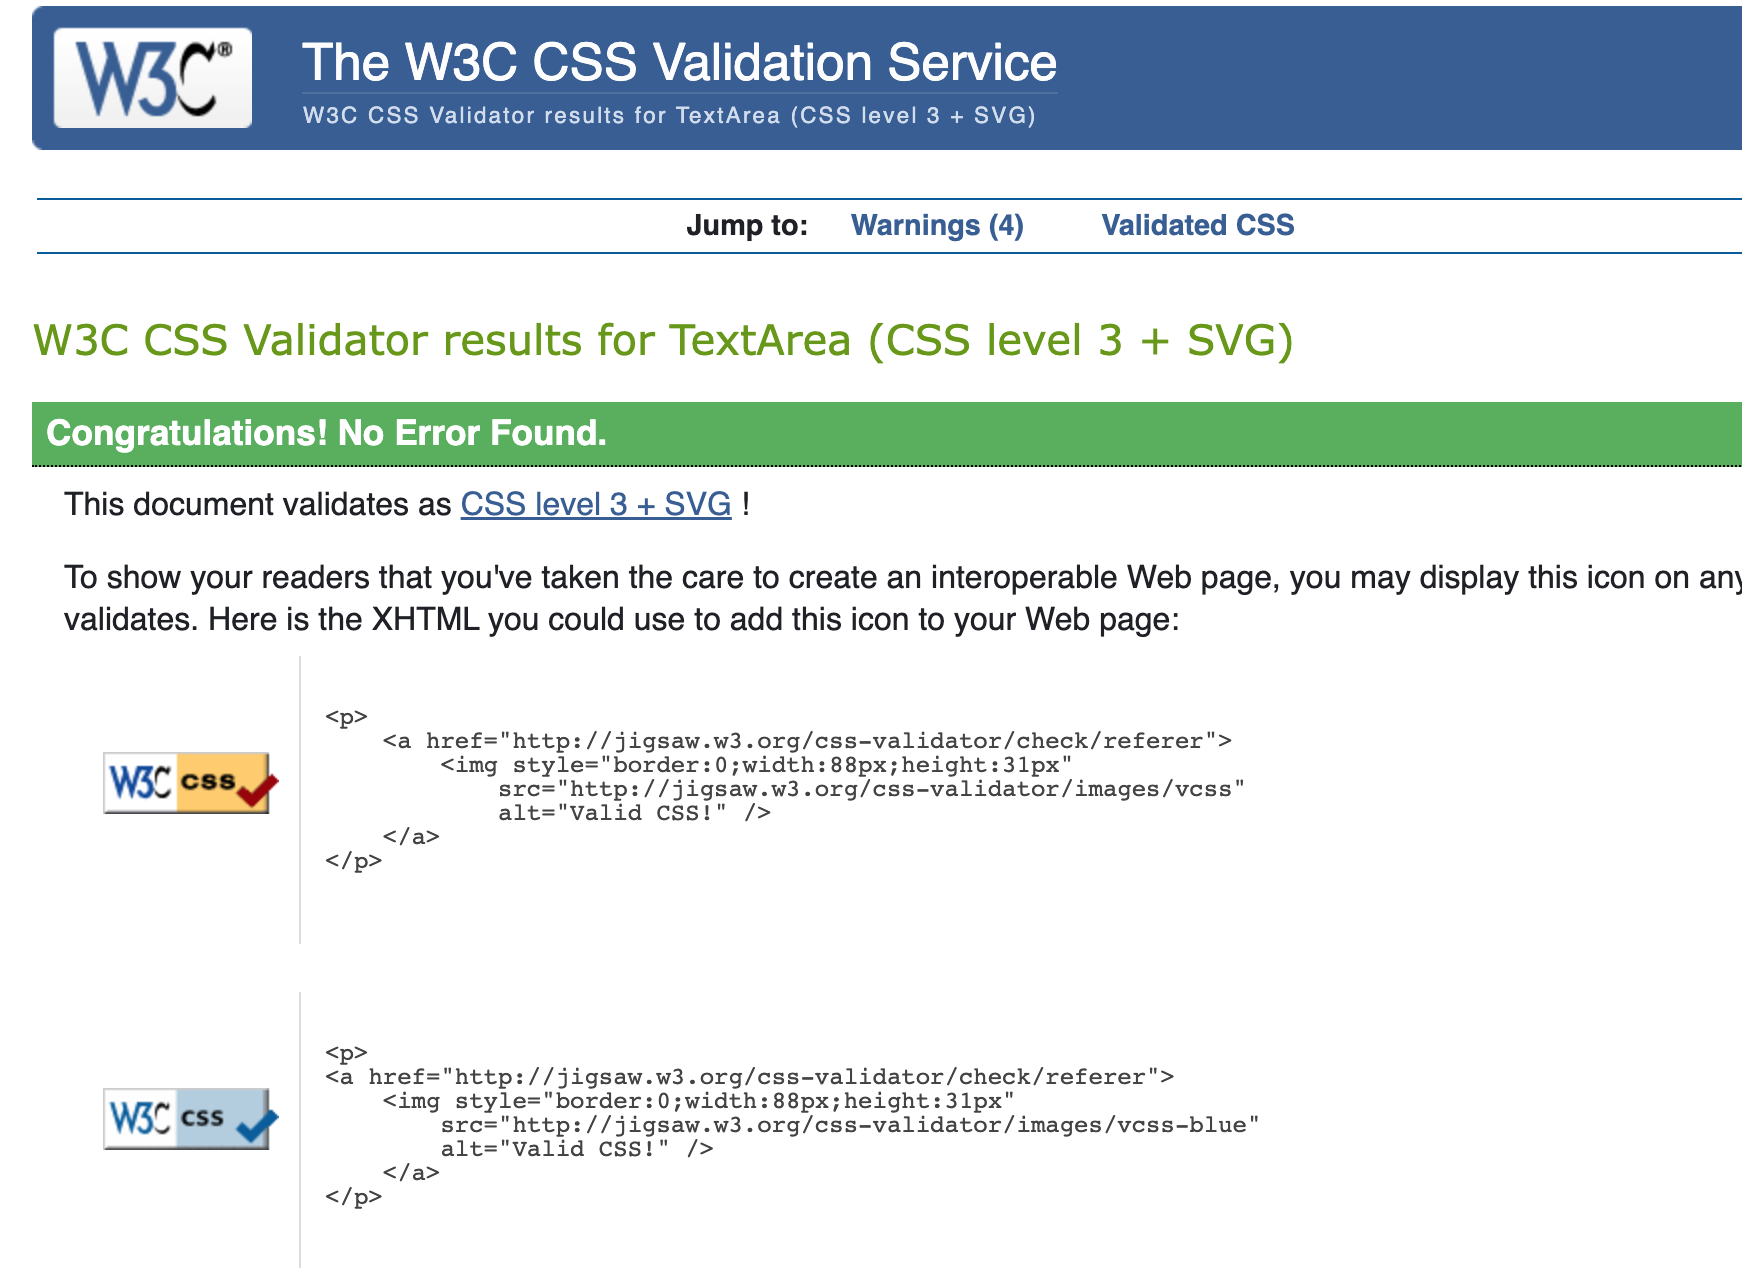 W3C®
The W3C CSS Validation Service
W3C CSS Validator results for TextArea (CSS level 3 + SVG)
Jump to: Warnings (4) Validated CSS
W3C CSS Validator results for TextArea (CSS level 3 + SVG)
Congratulations! No Error Found.
This document validates as CSS level 3 + SVG !
To show your readers that you've taken the care to create an interoperable Web page, you may display this icon on any
validates. Here is the XHTML you could use to add this icon to your Web page:
W3C css
<p>
    <a href="http://jigsaw.w3.org/css-validator/check/referer">
        <img style="border:0;width:88px;height:31px"
            src="http://jigsaw.w3.org/css-validator/images/vcss"
            alt="Valid CSS!" />
    </a>
</p>
W3C css
<p>
<a href="http://jigsaw.w3.org/css-validator/check/referer">
    <img style="border:0;width:88px;height:31px"
        src="http://jigsaw.w3.org/css-validator/images/vcss-blue"
        alt="Valid CSS!" />
    </a>
</p>